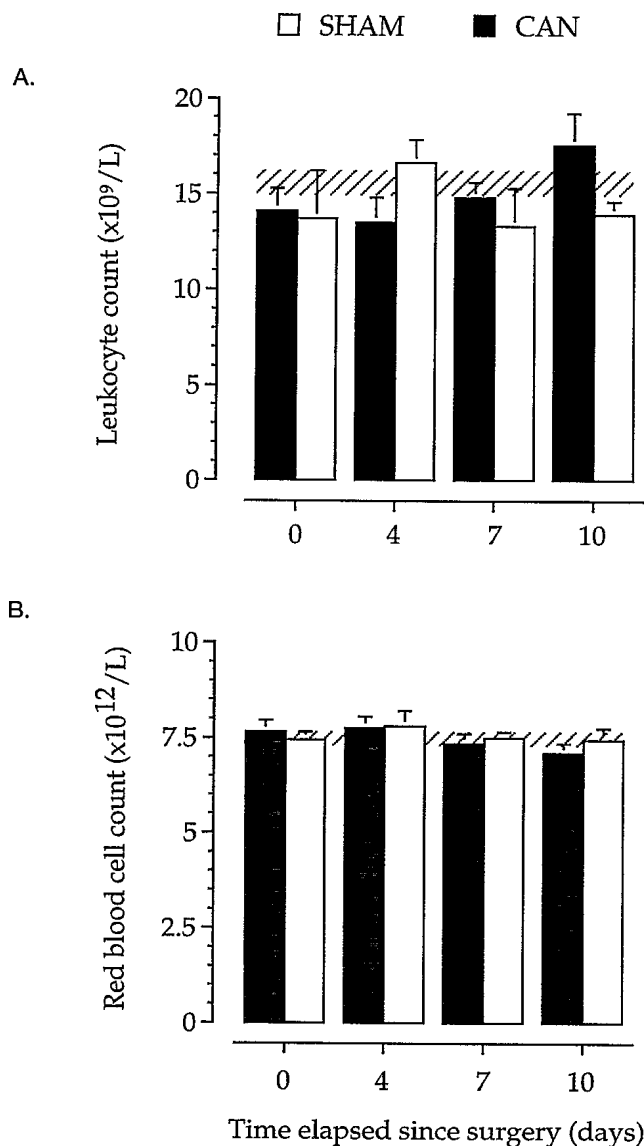 SHAM CAN
A.
Leukocyte count (x10⁹/L)
20
15
10
5
0
0 4 7 10
B.
Red blood cell count (x10¹²/L)
10
7.5
5
2.5
0
0 4 7 10
Time elapsed since surgery (days)